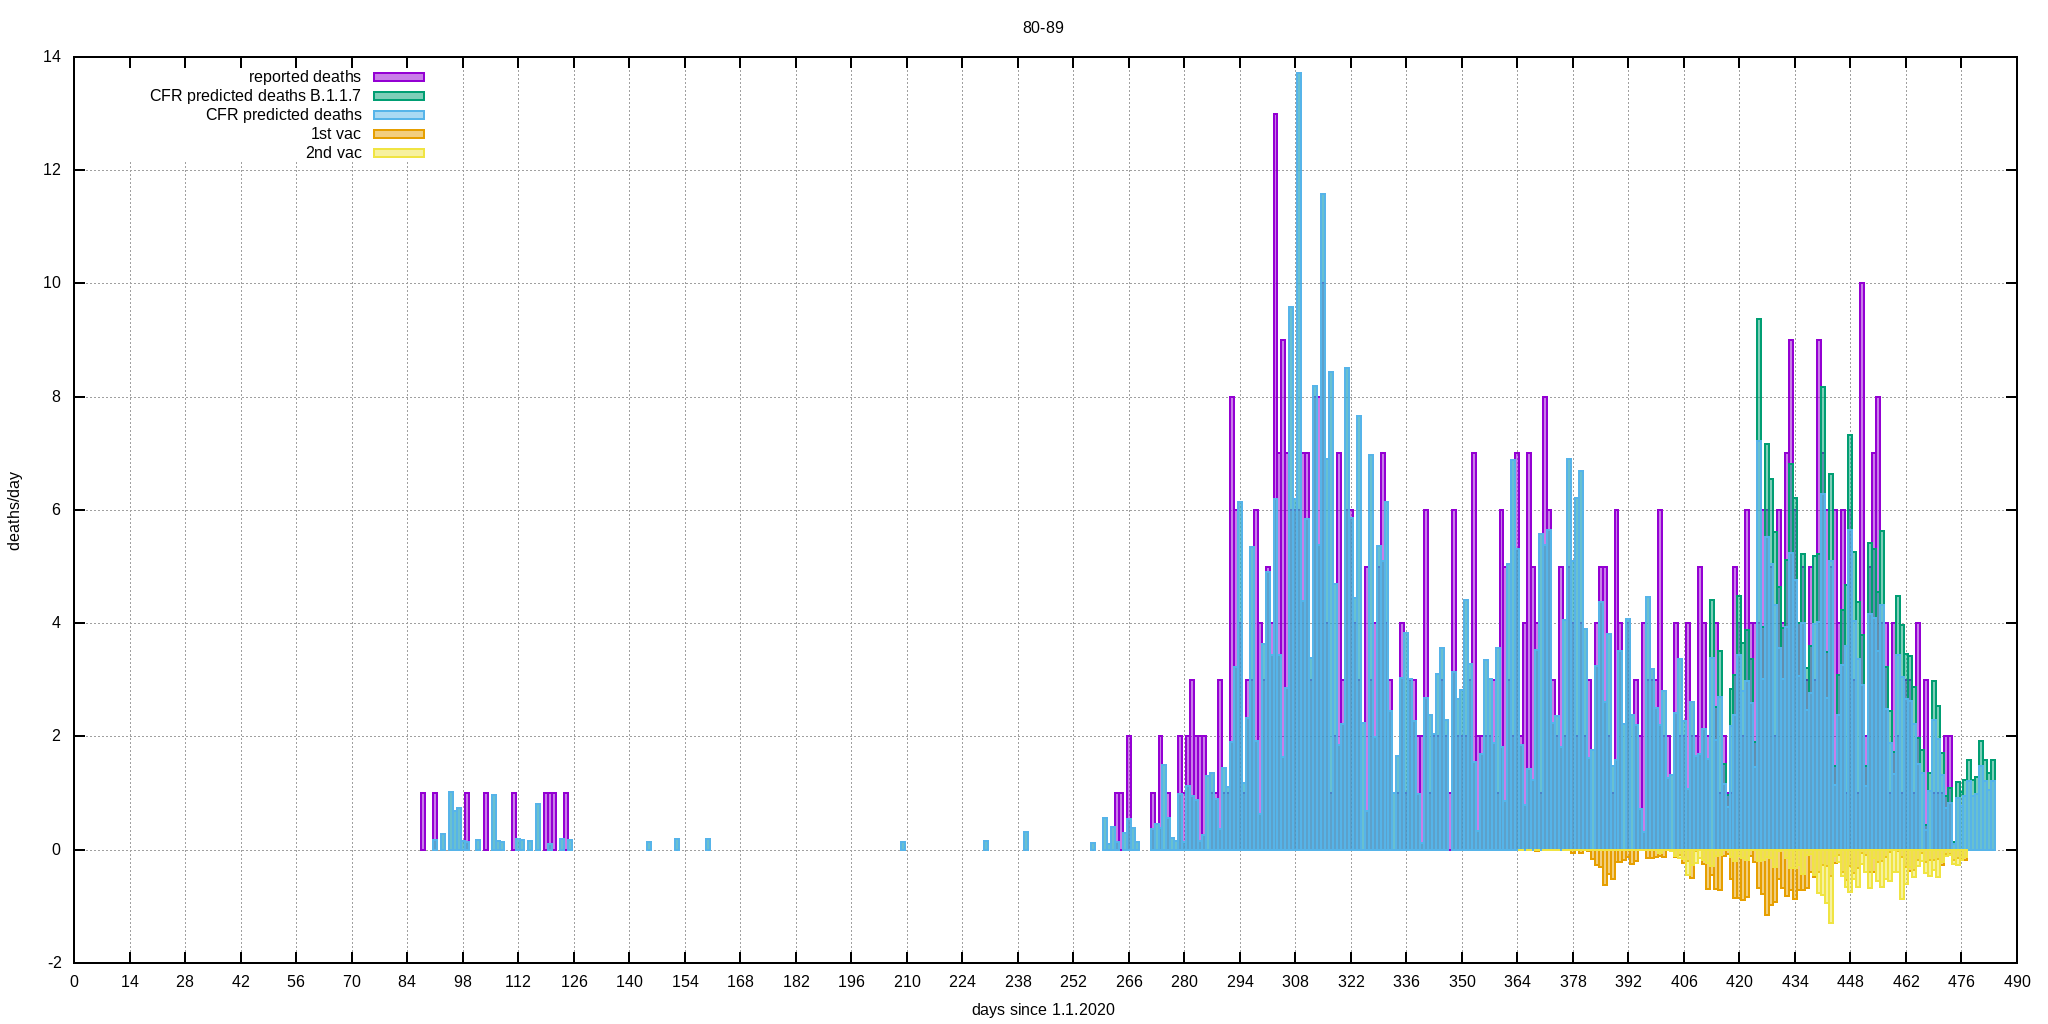 80-89
reported deaths
CFR predicted deaths B.1.1.7
CFR predicted deaths
1st vac
2nd vac
14
12
10
8
6
4
2
0
-2
deaths/day
0 14 28 42 56 70 84 98 112 126 140 154 168 182 196 210 224 238 252 266 280 294 308 322 336 350 364 378 392 406 420 434 448 462 476 490
days since 1.1.2020